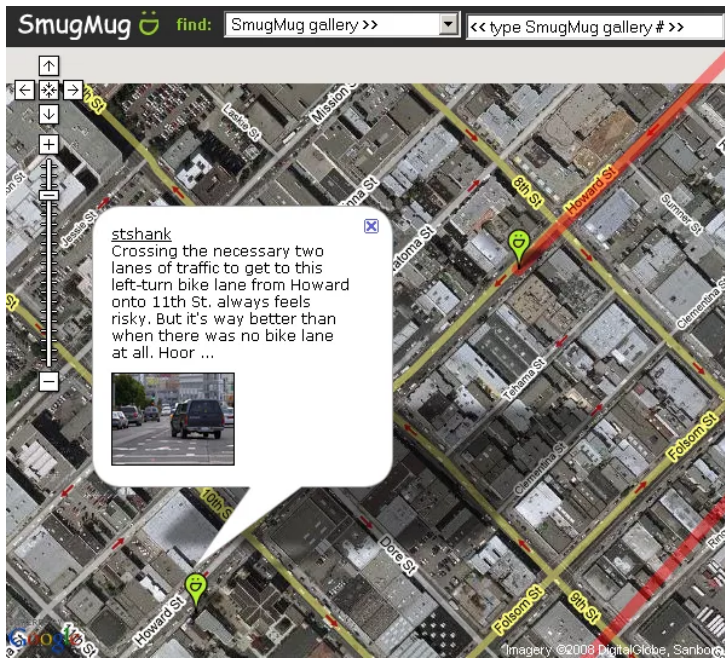 SmugMug find: SmugMug gallery >> << type SmugMug gallery # >>
Laskie St
Mission St
8th St
Howard St
Sumner St
Jessie St
stshank
Crossing the necessary two
lanes of traffic to get to this
left-turn bike lane from Howard
onto 11th St. always feels
risky. But it's way better than
when there was no bike lane
at all. Hoor ...
Clementina St
Tehama St
Folsom St
Clementina St
10th St
Dore St
9th St
Folsom St
Howard St
Google
Imagery ©2008 DigitalGlobe, Sanborn